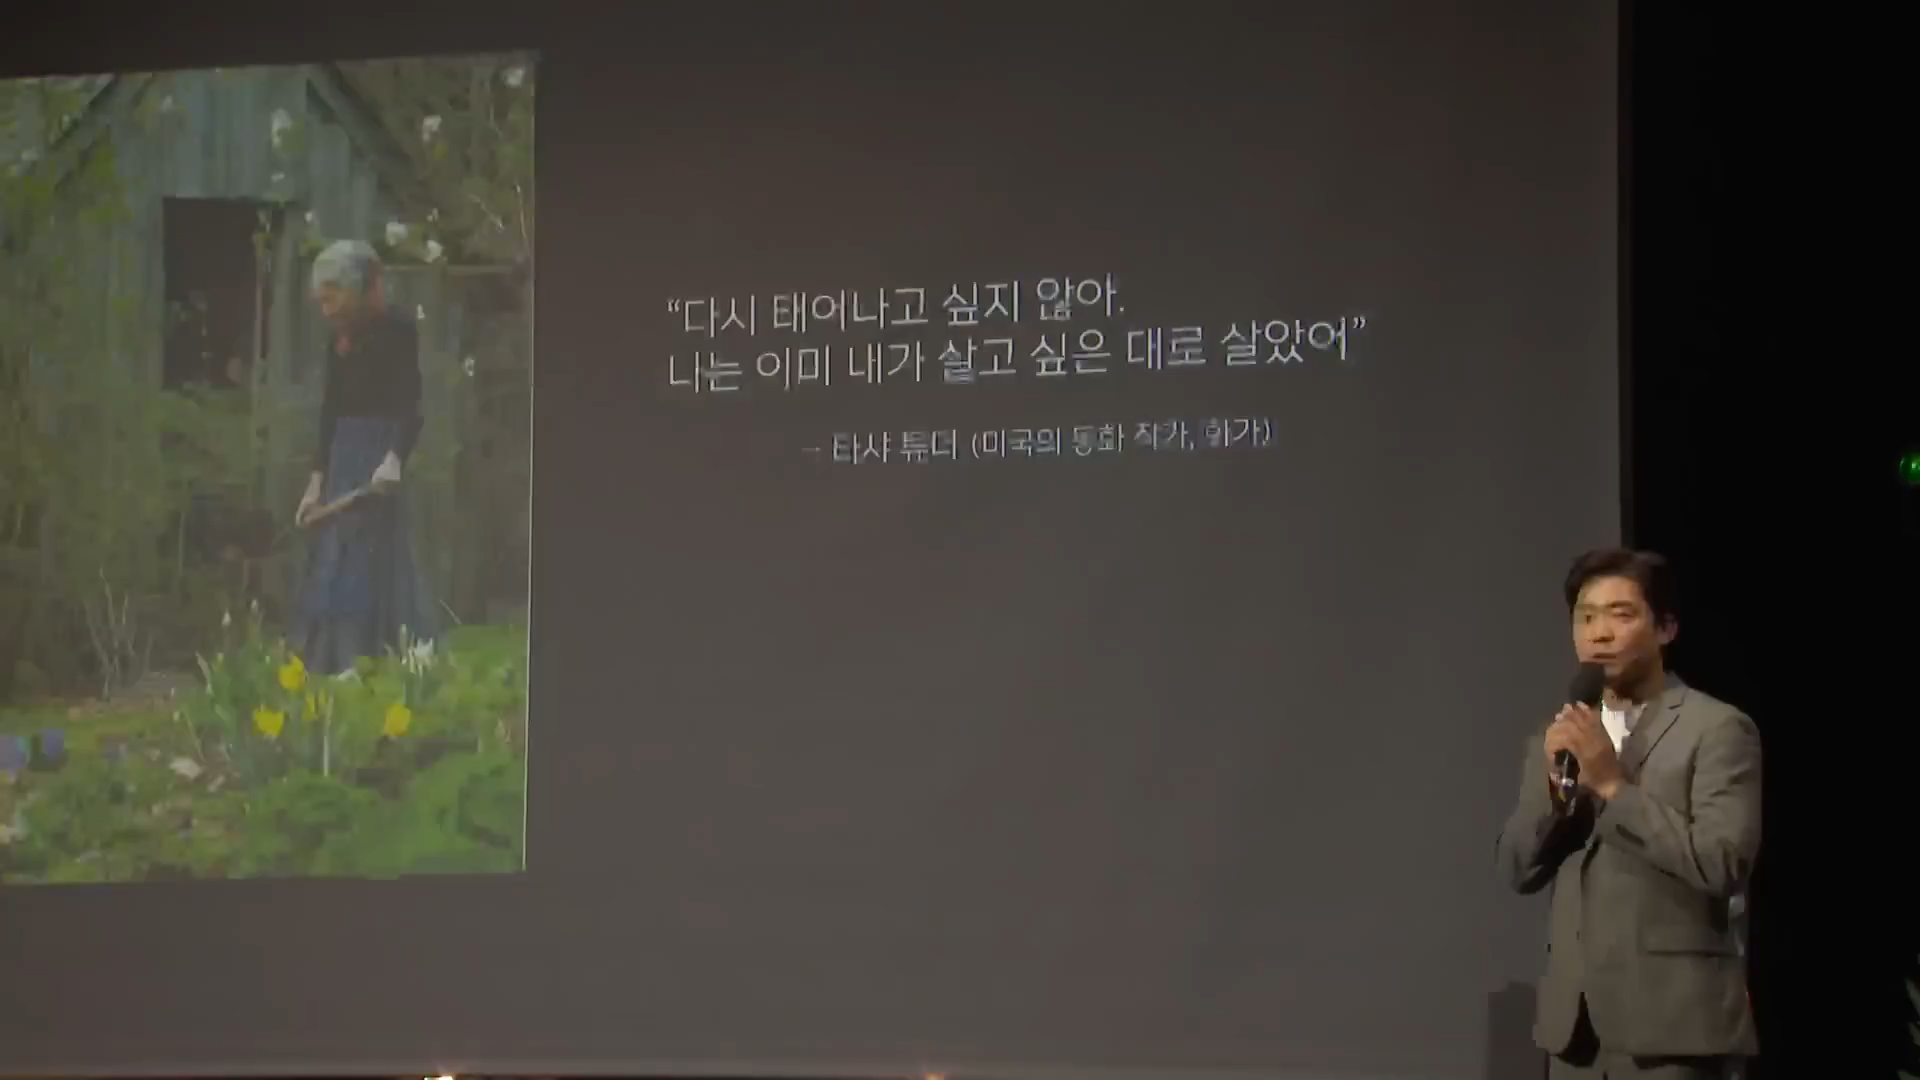 “다시 태어나고 싶지 않아.
나는 이미 내가 살고 싶은 대로 살았어”
- 타샤 튜더 (미국의 동화 작가, 화가)